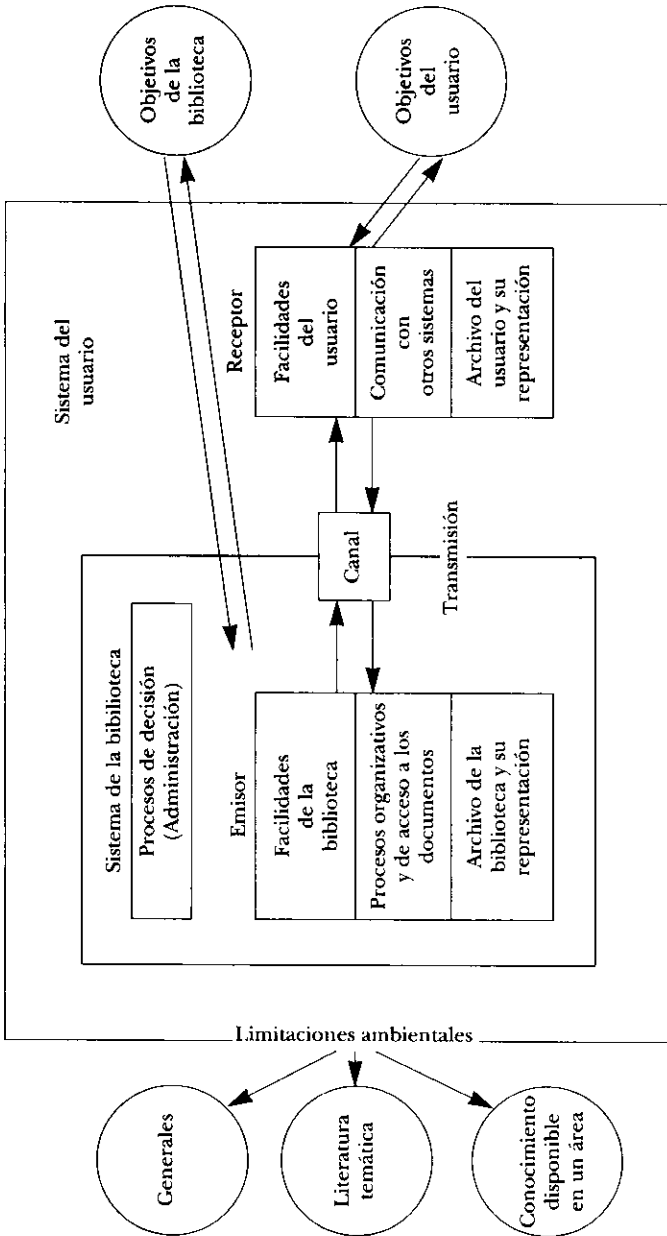 Sistema del
usuario
Sistema de la bibilioteca
Procesos de decisión
(Administración)
Emisor
Facilidades
de la
biblioteca
Procesos organizativos
y de acceso a los
documentos
Archivo de la
biblioteca y su
representación
Canal
Transmisión
Receptor
Facilidades
del
usuario
Comunicación
con
otros sistemas
Archivo del
usuario y su
representación
Objetivos
de la
biblioteca
Objetivos
del
usuario
Limitaciones ambientales
Generales
Literatura
temática
Conocimiento
disponible
en un área